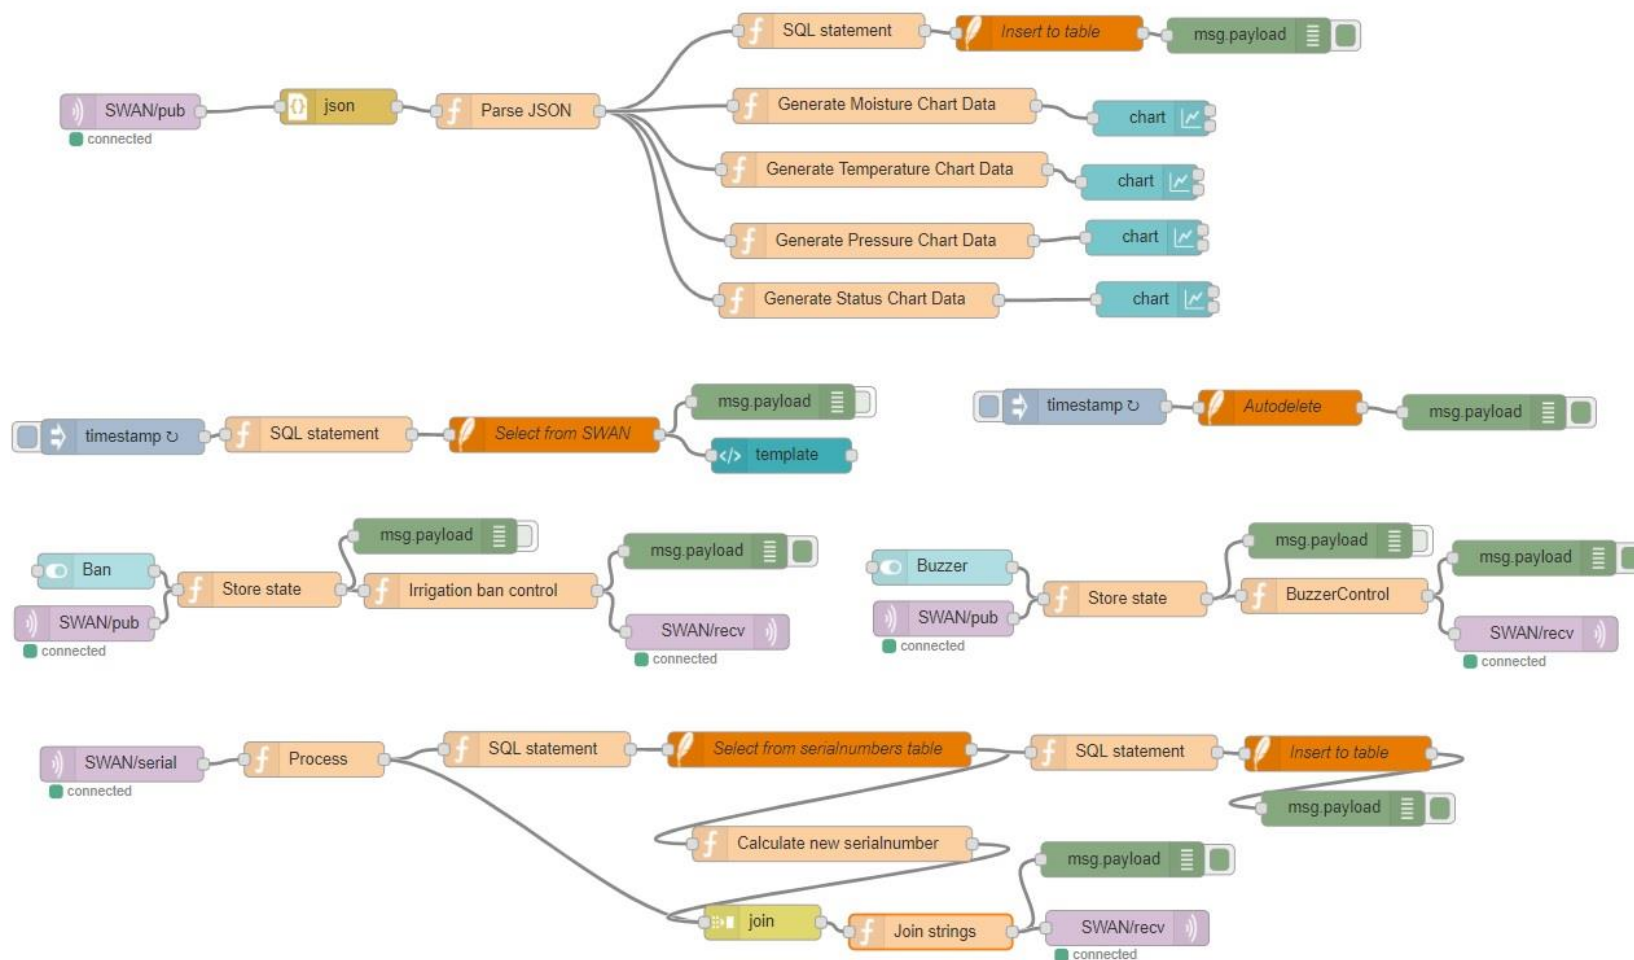 SQL statement
Insert to table
msg.payload
SWAN/pub
connected
json
Parse JSON
Generate Moisture Chart Data
chart
Generate Temperature Chart Data
chart
Generate Pressure Chart Data
chart
Generate Status Chart Data
chart
timestamp ↻
SQL statement
Select from SWAN
msg.payload
template
timestamp ↻
Autodelete
msg.payload
Ban
SWAN/pub
connected
Store state
msg.payload
Irrigation ban control
msg.payload
SWAN/recv
connected
Buzzer
SWAN/pub
connected
Store state
msg.payload
BuzzerControl
msg.payload
SWAN/recv
connected
SWAN/serial
connected
Process
SQL statement
Select from serialnumbers table
SQL statement
Insert to table
msg.payload
Calculate new serialnumber
join
Join strings
msg.payload
SWAN/recv
connected